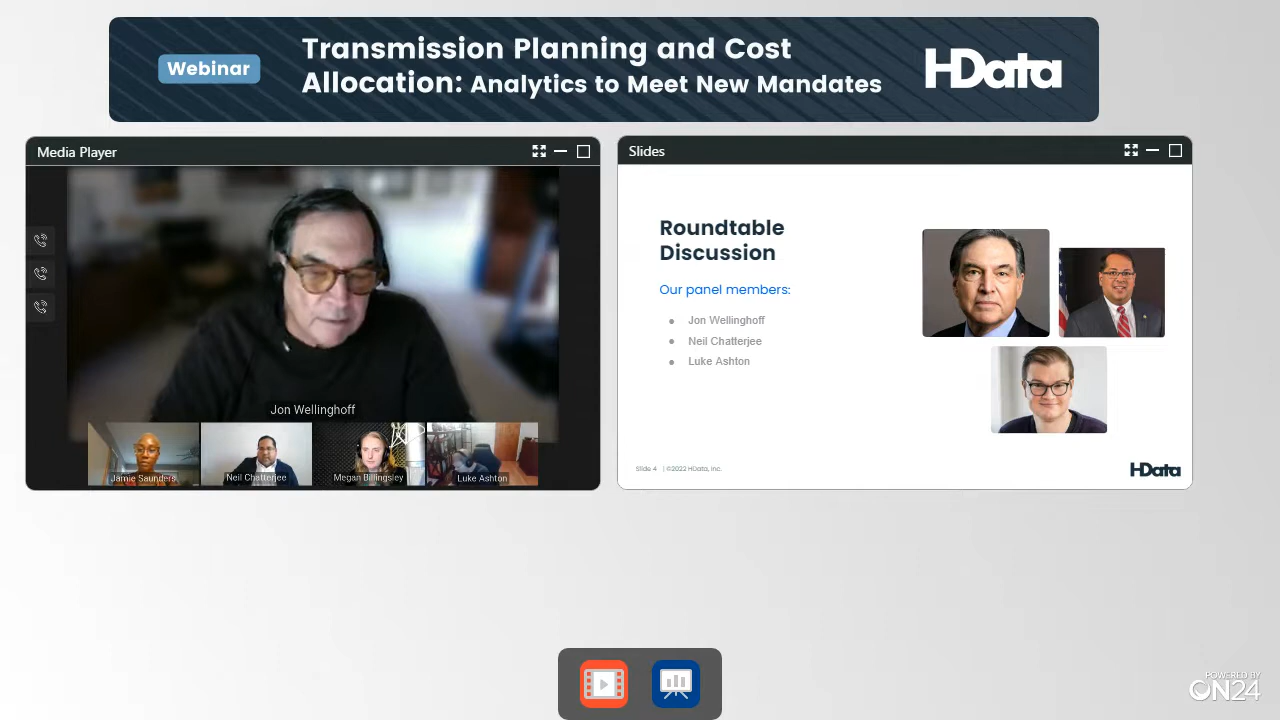 Webinar
Transmission Planning and Cost
Allocation: Analytics to Meet New Mandates
HData
Media Player
Jon Wellinghoff
Jamie Saunders
Neil Chatterjee
Megan Billingsley
Luke Ashton
Slides
Roundtable
Discussion
Our panel members:
● Jon Wellinghoff
● Neil Chatterjee
● Luke Ashton
Slide 4 | ©2022 HData, Inc.
HData
POWERED BY
ON24